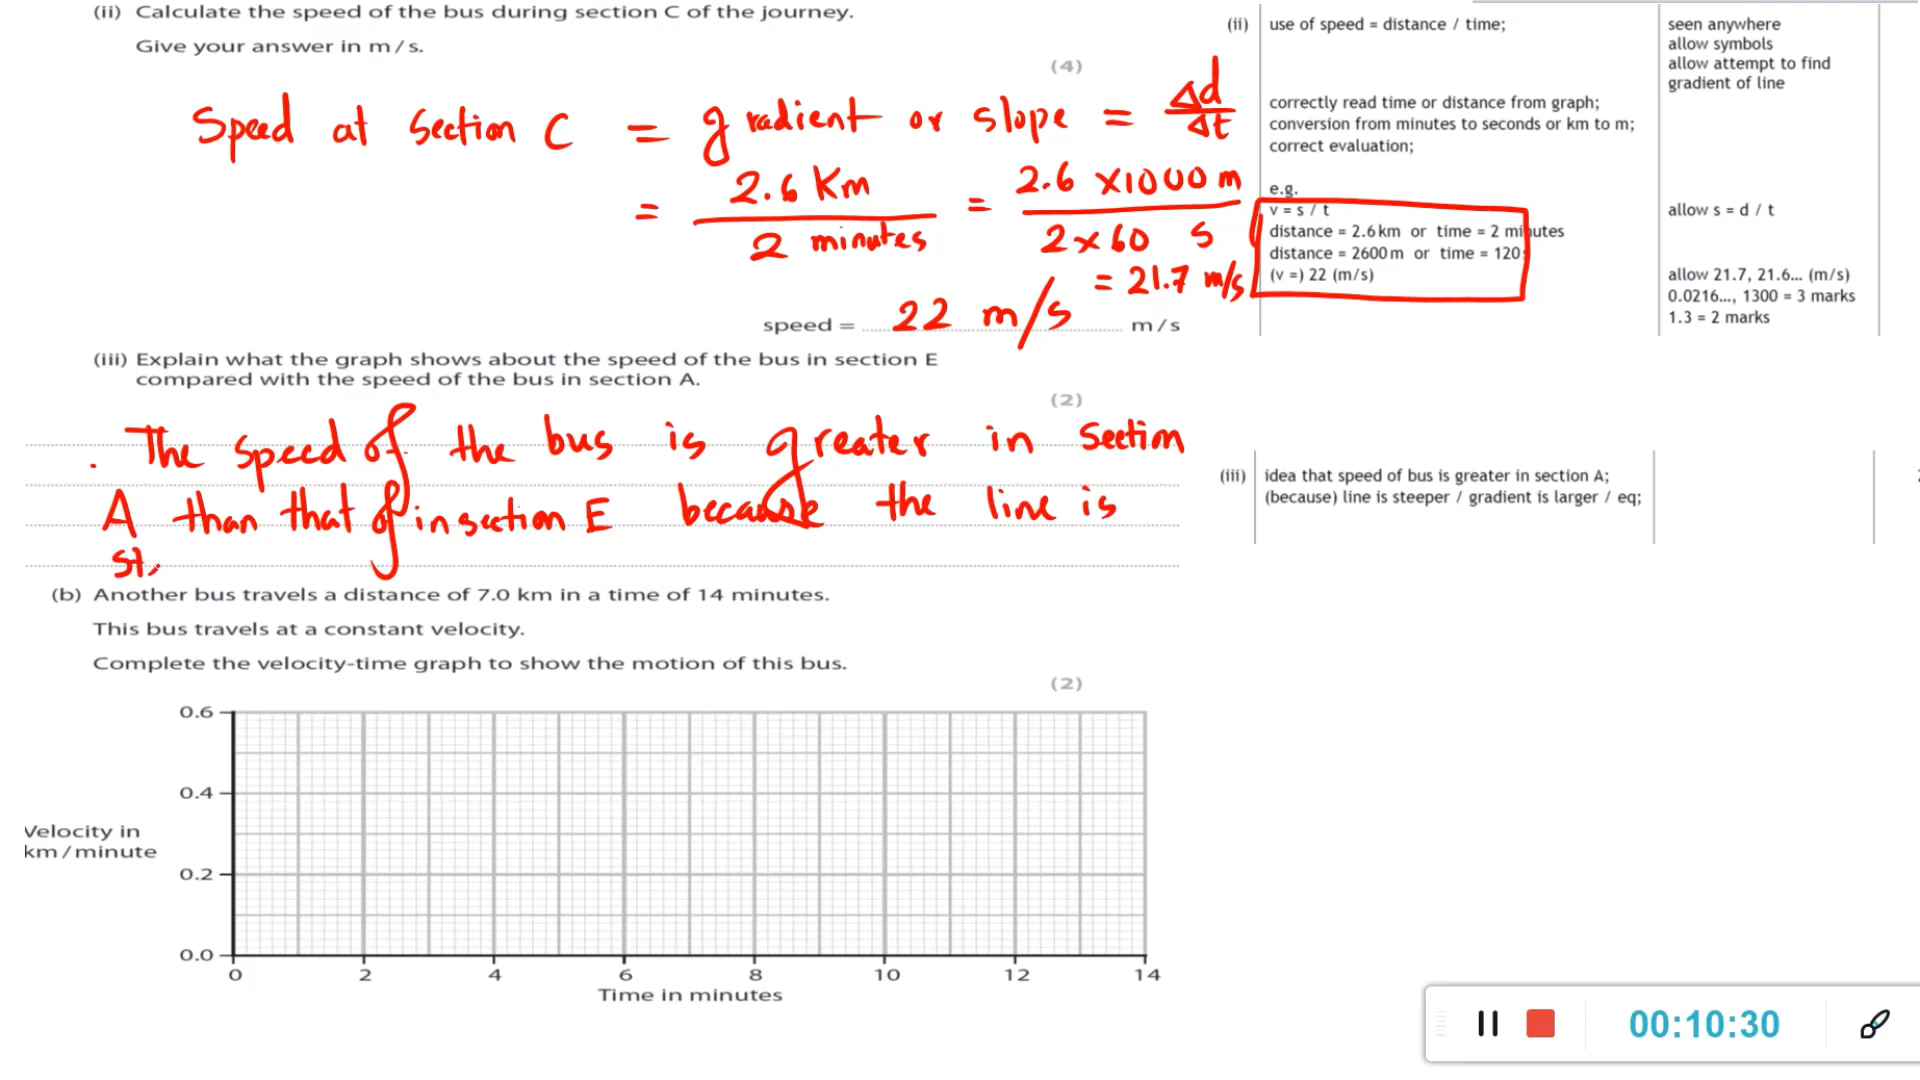 (ii) Calculate the speed of the bus during section C of the journey.
Give your answer in m/s.
(4)
Speed at section C = gradient or slope = Δd/Δt
= 2.6 Km / 2 minutes = 2.6 ×1000 m / 2×60 s
= 21.7 m/s
speed = 22 m/s m/s
(iii) Explain what the graph shows about the speed of the bus in section E
compared with the speed of the bus in section A.
(2)
. The speed of the bus is greater in Section
A than that of in section E because the line is
st
(b) Another bus travels a distance of 7.0 km in a time of 14 minutes.
This bus travels at a constant velocity.
Complete the velocity-time graph to show the motion of this bus.
(2)
0.6
0.4
Velocity in
km/minute
0.2
0.0
0 2 4 6 8 10 12 14
Time in minutes
(ii) use of speed = distance / time;
correctly read time or distance from graph;
conversion from minutes to seconds or km to m;
correct evaluation;
e.g.
v = s / t
distance = 2.6km or time = 2 minutes
distance = 2600m or time = 120
(v =) 22 (m/s)
seen anywhere
allow symbols
allow attempt to find
gradient of line
allow s = d / t
allow 21.7, 21.6... (m/s)
0.0216..., 1300 = 3 marks
1.3 = 2 marks
(iii) idea that speed of bus is greater in section A;
(because) line is steeper / gradient is larger / eq;
00:10:30